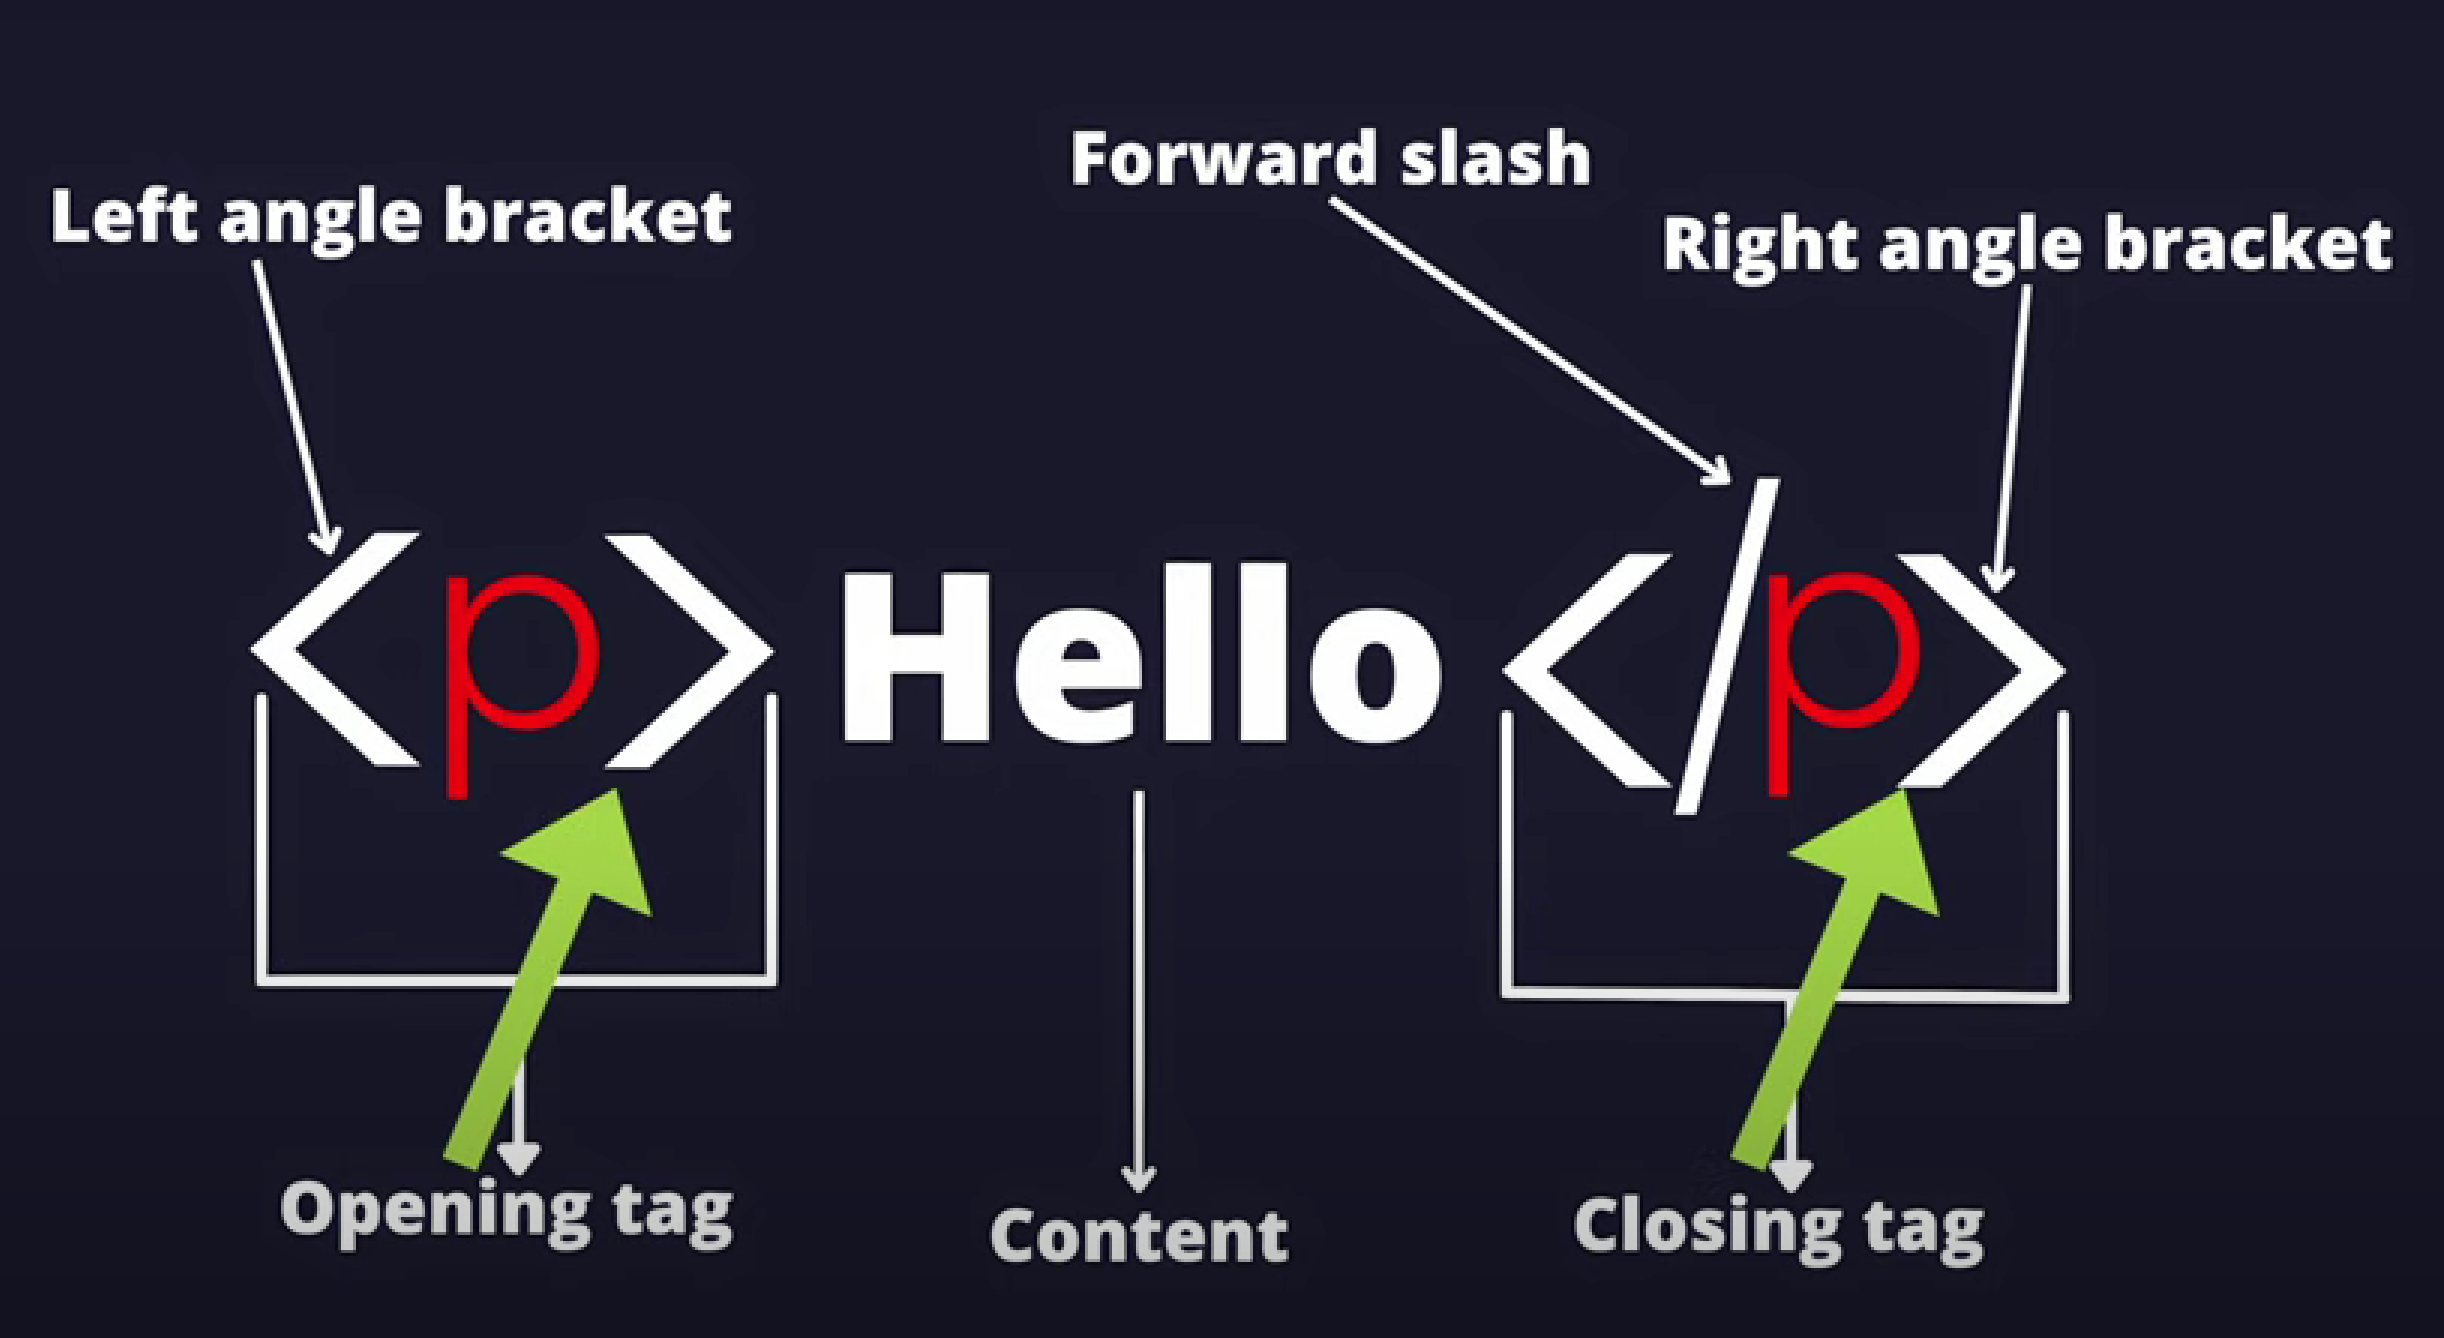 Forward slash
Left angle bracket
Right angle bracket
<p>Hello</p>
Opening tag
Content
Closing tag